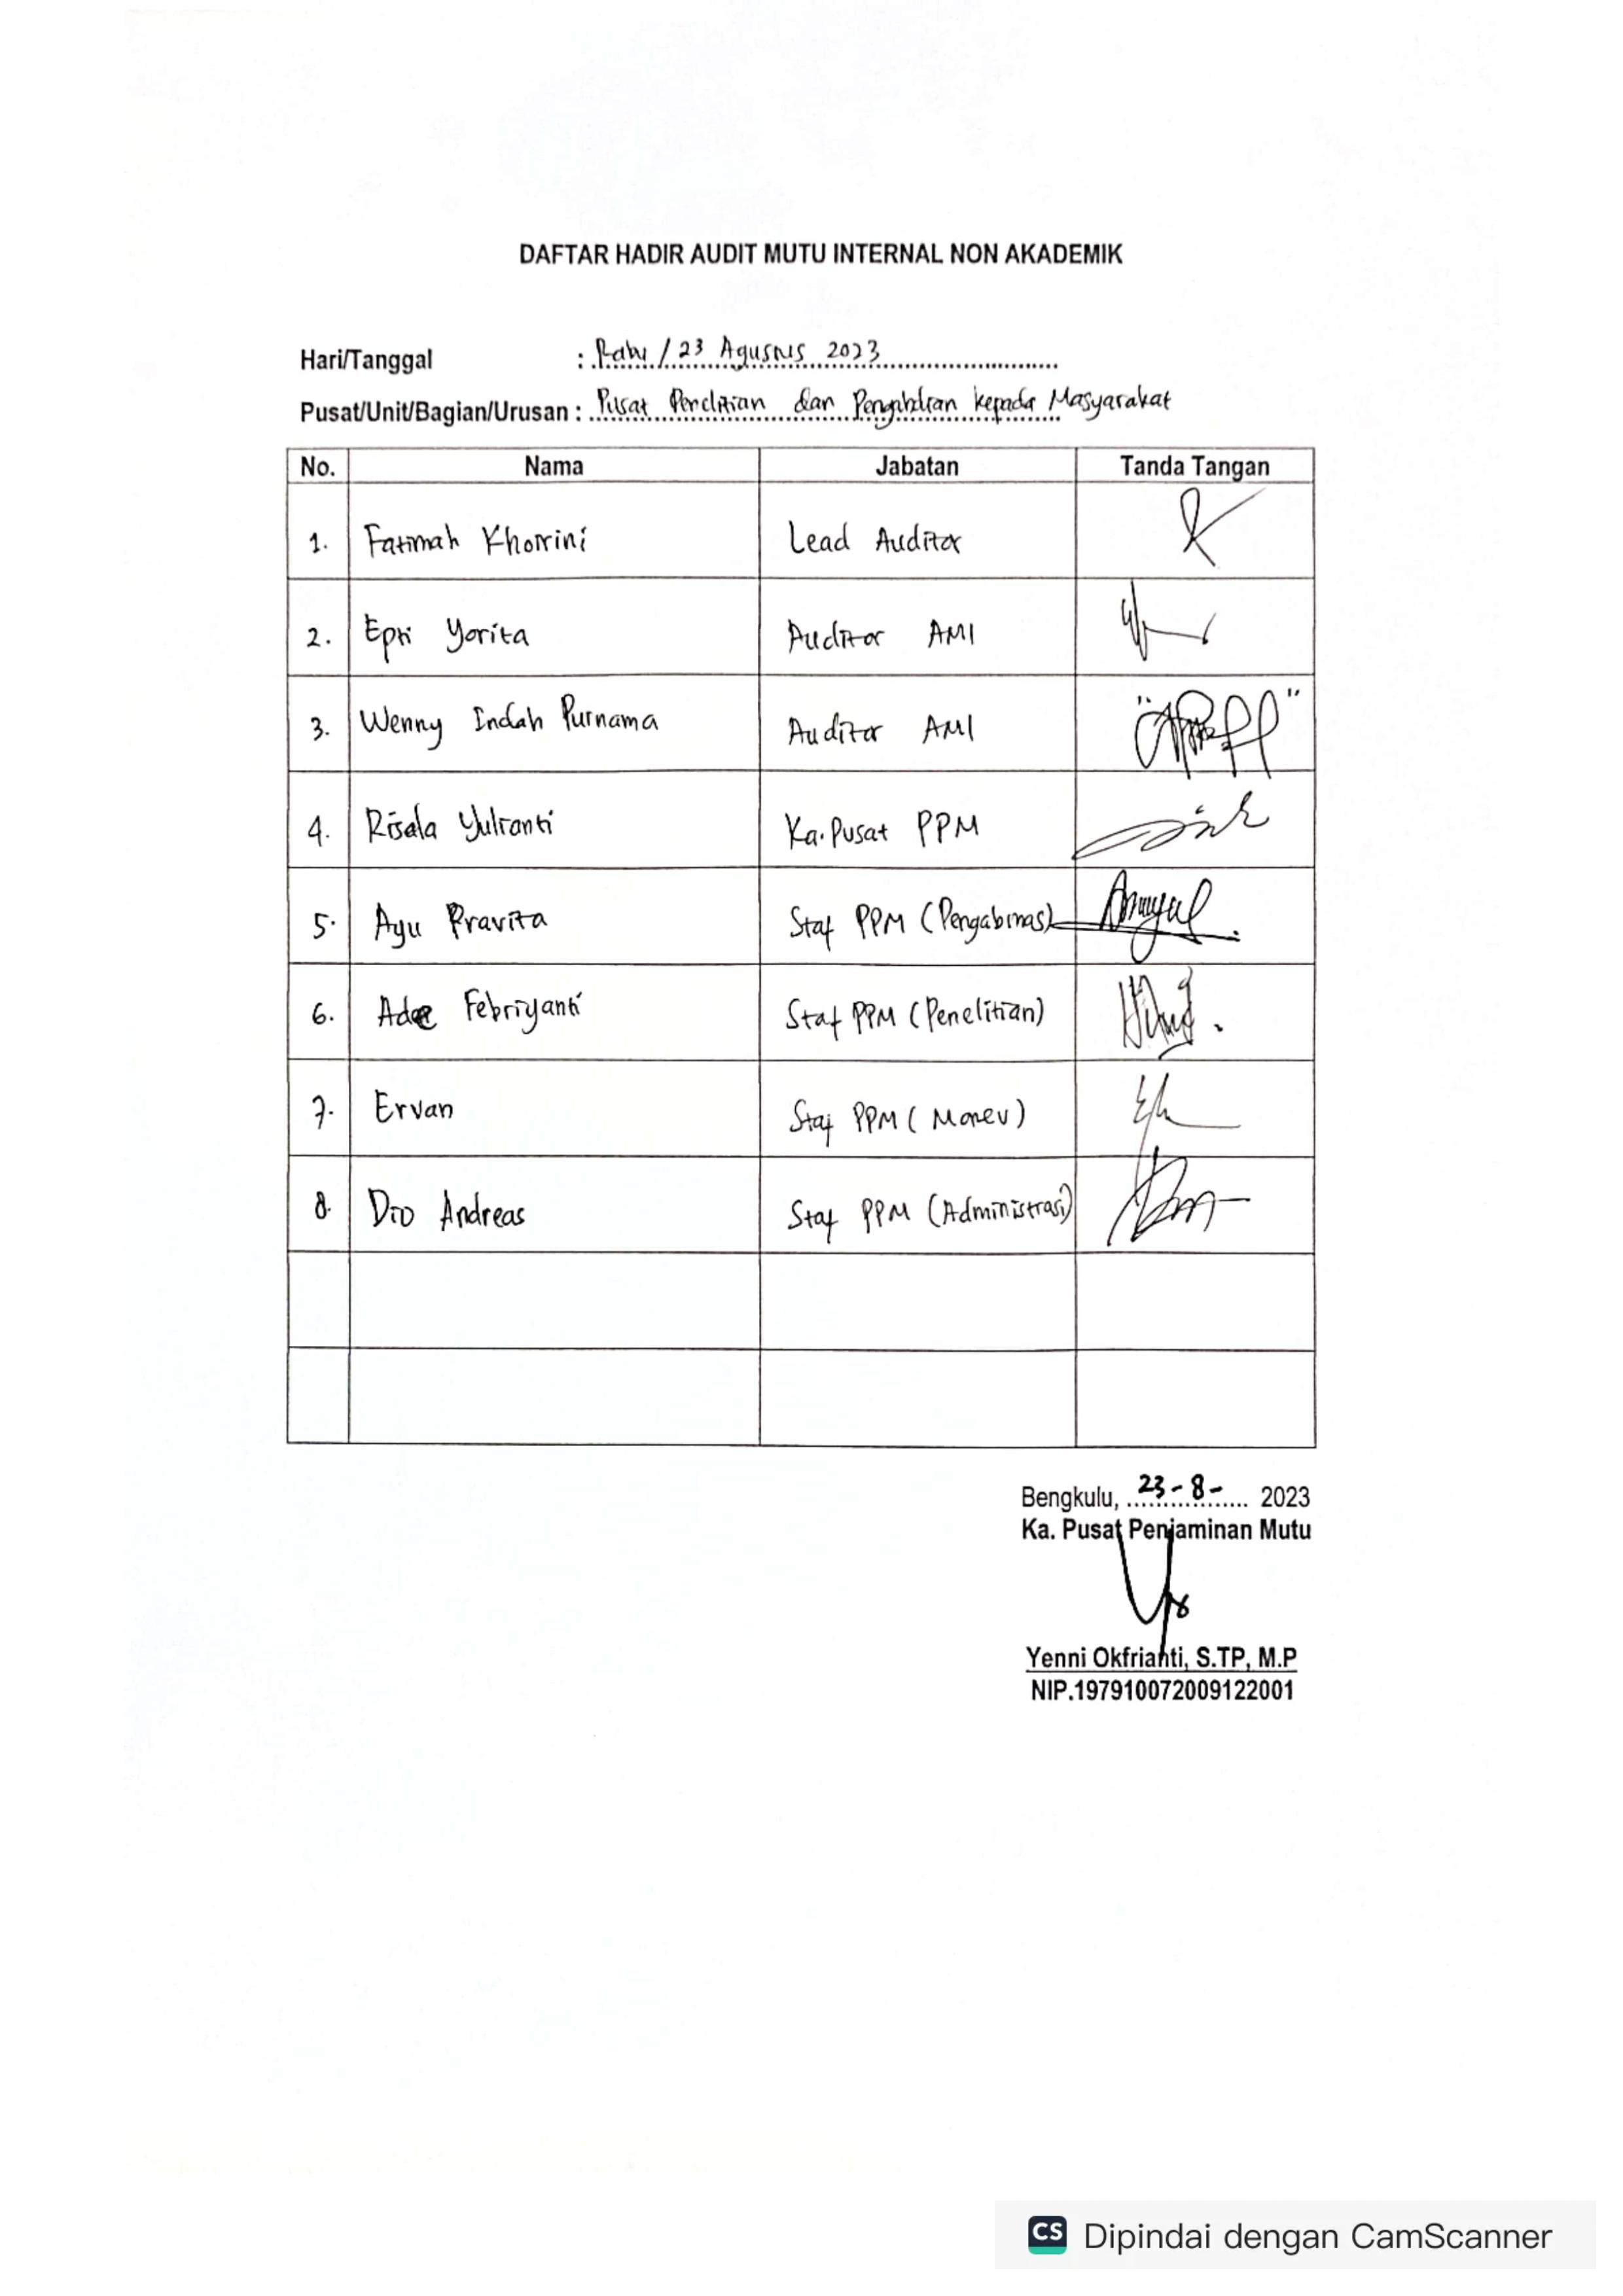 DAFTAR HADIR AUDIT MUTU INTERNAL NON AKADEMIK
Hari/Tanggal : Rabu / 23 Agustus 2023
Pusat/Unit/Bagian/Urusan : Pusat Penelitian dan Pengabdian kepada Masyarakat
No. Nama Jabatan Tanda Tangan
1. Fatimah Khorini Lead Auditor
2. Epti Yorita Auditor AMI
3. Wenny Indah Purnama Auditor AMI
4. Risda Yulianti Ka. Pusat PPM
5. Ayu Pravita Staf PPM (Pengabmas)
6. Ade Febriyanti Staf PPM (Penelitian)
7. Ervan Staf PPM (Monev)
8. Dio Andreas Staf PPM (Administrasi)
Bengkulu, 23-8- 2023
Ka. Pusat Penjaminan Mutu
Yenni Okfrianti, S.TP, M.P
NIP.197910072009122001
CS Dipindai dengan CamScanner